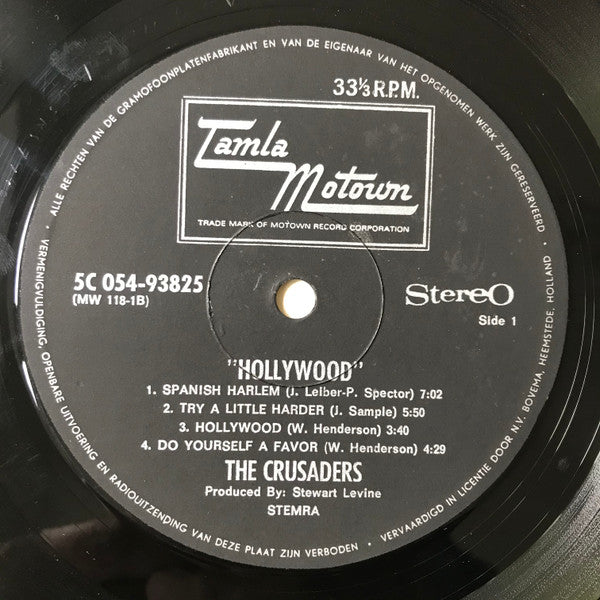 ALLE RECHTEN VAN DE GRAMOFOONPLATENFABRIKANT EN VAN DE EIGENAAR VAN HET OPGENOMEN WERK ZIJN GERESERVEERD •
33⅓ R.P.M.
Tamla
Motown
TRADE MARK OF MOTOWN RECORD CORPORATION
5C 054-93825
(MW 118-1B)
Stereo
Side 1
"HOLLYWOOD"
1. SPANISH HARLEM (J. Leiber-P. Spector) 7:02
2. TRY A LITTLE HARDER (J. Sample) 5:50
3. HOLLYWOOD (W. Henderson) 3:40
4. DO YOURSELF A FAVOR (W. Henderson) 4:29
THE CRUSADERS
Produced By: Stewart Levine
STEMRA
• VERMENIGVULDIGING, OPENBARE UITVOERING EN RADIOUITZENDING VAN DEZE PLAAT ZIJN VERBODEN •
VERVAARDIGD IN LICENTIE DOOR N.V. BOVEMA, HEEMSTEDE, HOLLAND